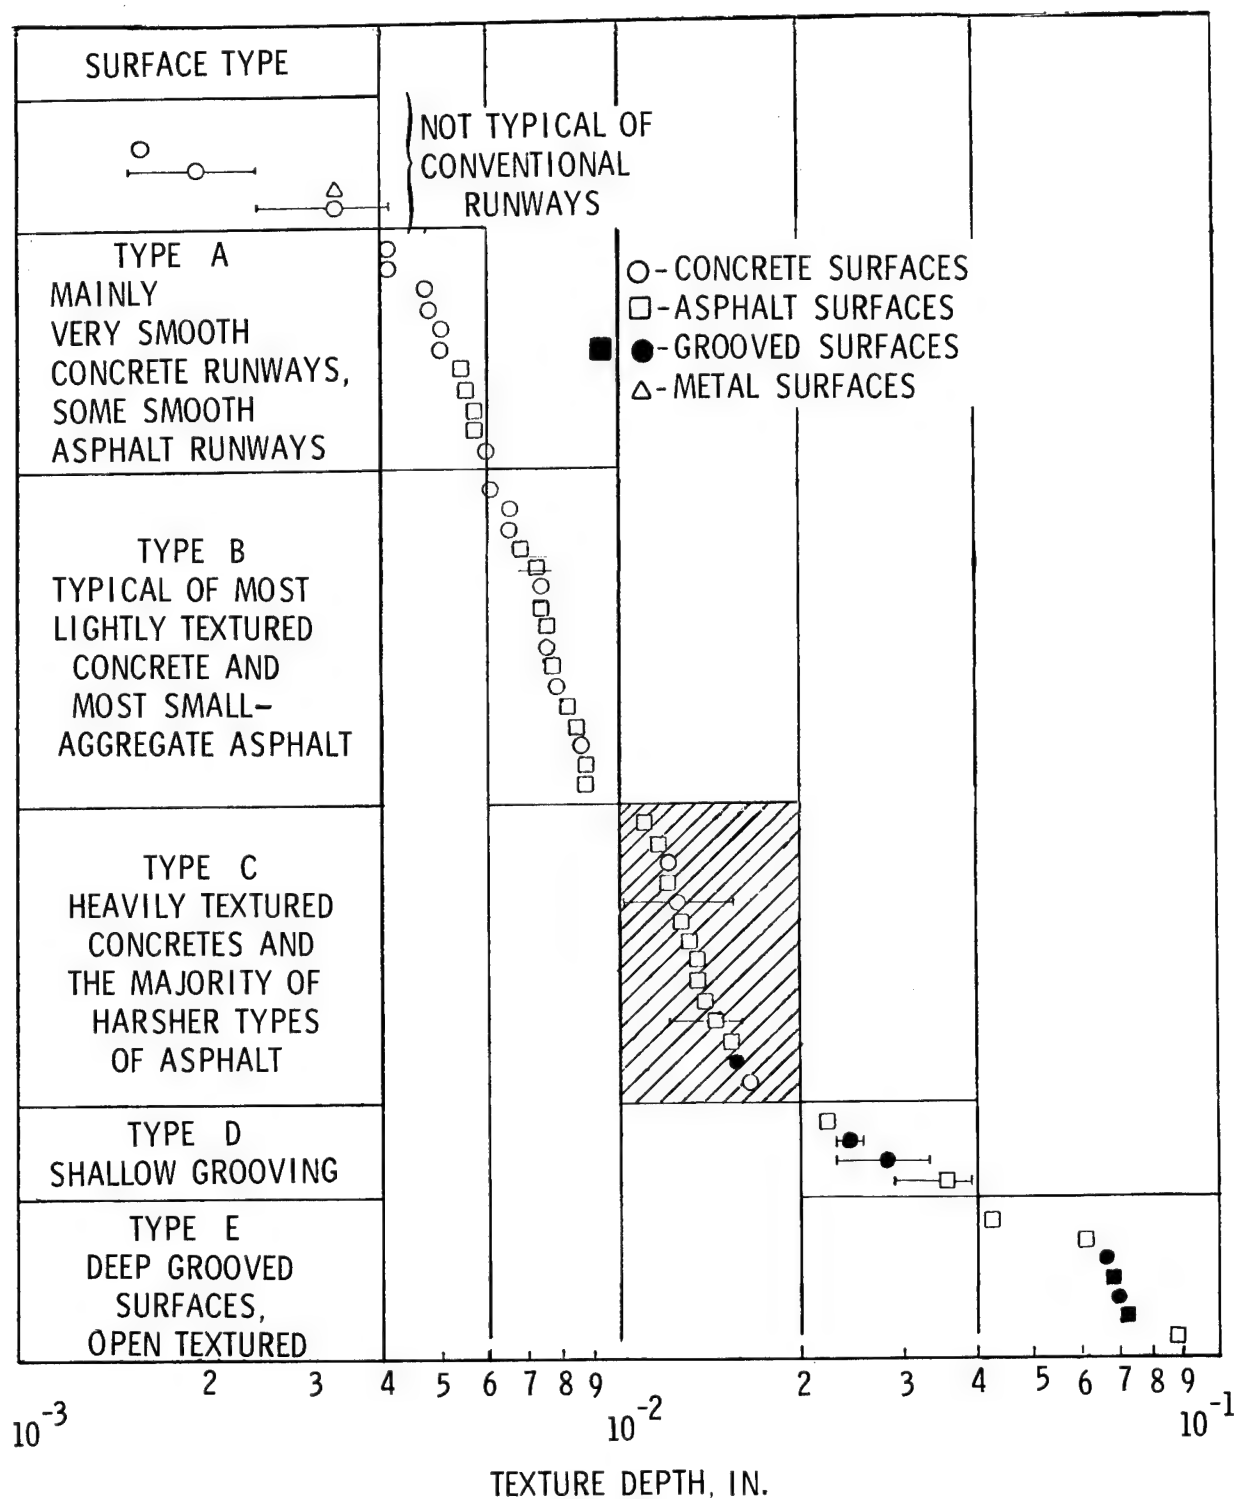 SURFACE TYPE
NOT TYPICAL OF
CONVENTIONAL
RUNWAYS
TYPE A
MAINLY
VERY SMOOTH
CONCRETE RUNWAYS,
SOME SMOOTH
ASPHALT RUNWAYS
○-CONCRETE SURFACES
□-ASPHALT SURFACES
■ ●-GROOVED SURFACES
△-METAL SURFACES
TYPE B
TYPICAL OF MOST
LIGHTLY TEXTURED
CONCRETE AND
MOST SMALL-
AGGREGATE ASPHALT
TYPE C
HEAVILY TEXTURED
CONCRETES AND
THE MAJORITY OF
HARSHER TYPES
OF ASPHALT
TYPE D
SHALLOW GROOVING
TYPE E
DEEP GROOVED
SURFACES,
OPEN TEXTURED
2 3 4 5 6 7 8 9 2 3 4 5 6 7 8 9
10⁻³ 10⁻² 10⁻¹
TEXTURE DEPTH, IN.